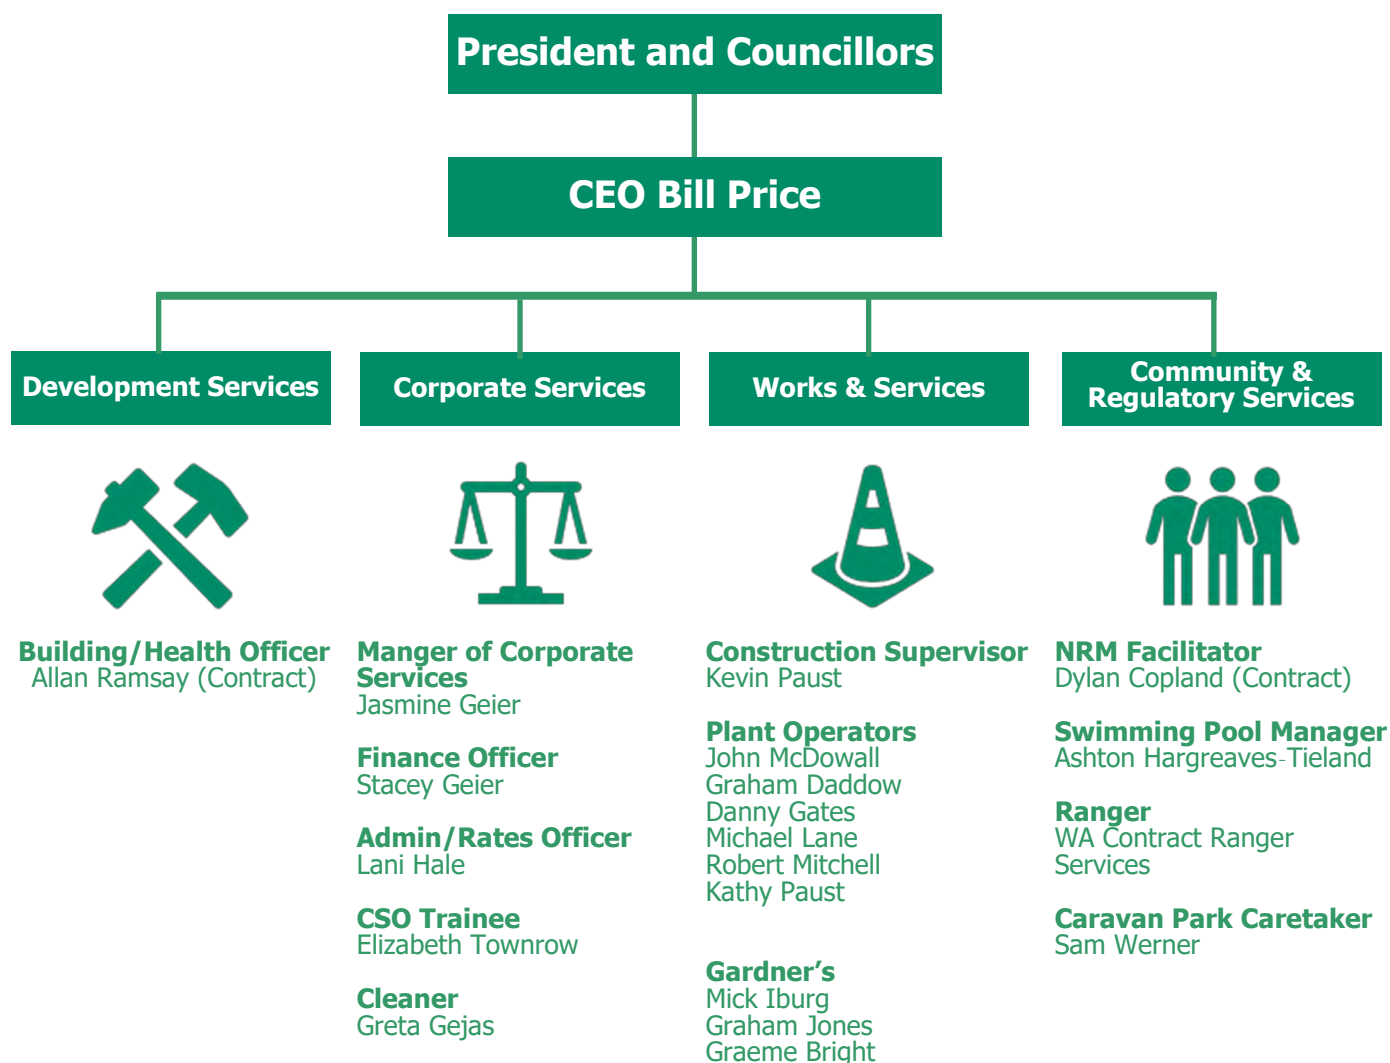 President and Councillors
CEO Bill Price
Development Services
Corporate Services
Works & Services
Community &
Regulatory Services
Building/Health Officer
Allan Ramsay (Contract)
Manger of Corporate
Services
Jasmine Geier
Finance Officer
Stacey Geier
Admin/Rates Officer
Lani Hale
CSO Trainee
Elizabeth Townrow
Cleaner
Greta Gejas
Construction Supervisor
Kevin Paust
Plant Operators
John McDowall
Graham Daddow
Danny Gates
Michael Lane
Robert Mitchell
Kathy Paust
Gardner’s
Mick Iburg
Graham Jones
Graeme Bright
NRM Facilitator
Dylan Copland (Contract)
Swimming Pool Manager
Ashton Hargreaves-Tieland
Ranger
WA Contract Ranger
Services
Caravan Park Caretaker
Sam Werner